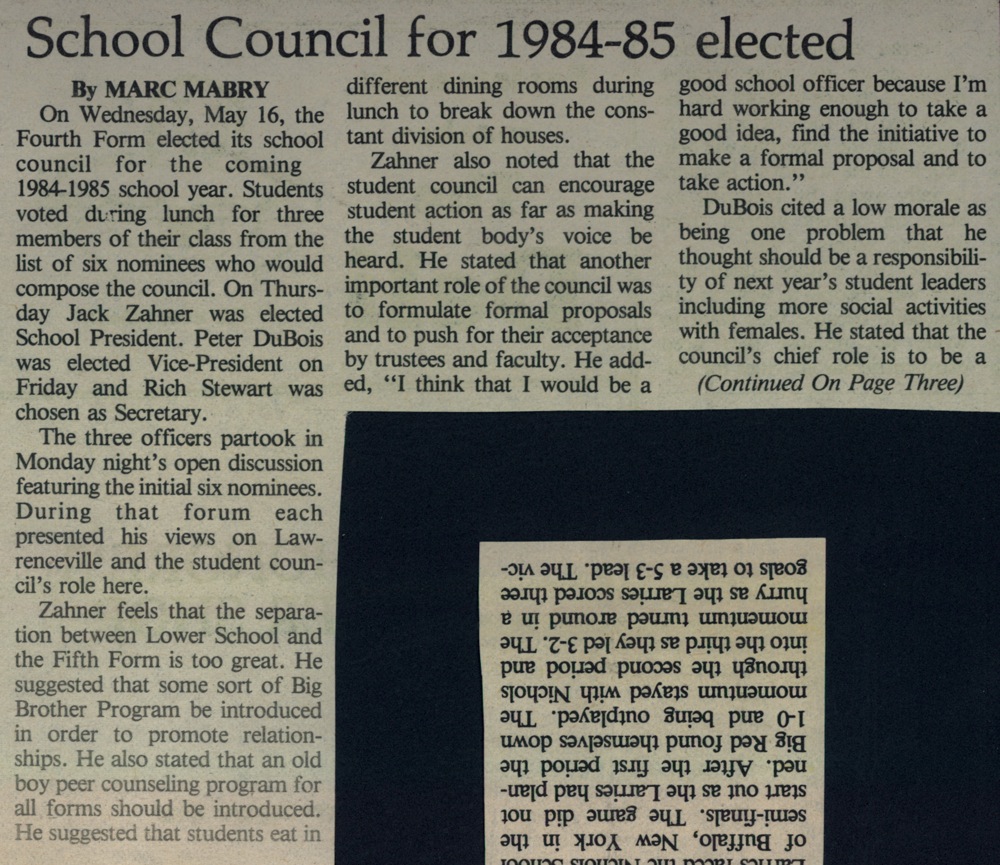 School Council for 1984-85 elected
By MARC MABRY
On Wednesday, May 16, the
Fourth Form elected its school
council for the coming
1984-1985 school year. Students
voted during lunch for three
members of their class from the
list of six nominees who would
compose the council. On Thurs-
day Jack Zahner was elected
School President. Peter DuBois
was elected Vice-President on
Friday and Rich Stewart was
chosen as Secretary.
The three officers partook in
Monday night's open discussion
featuring the initial six nominees.
During that forum each
presented his views on Law-
renceville and the student coun-
cil's role here.
Zahner feels that the separa-
tion between Lower School and
the Fifth Form is too great. He
suggested that some sort of Big
Brother Program be introduced
in order to promote relation-
ships. He also stated that an old
boy peer counseling program for
all forms should be introduced.
He suggested that students eat in
different dining rooms during
lunch to break down the cons-
tant division of houses.
Zahner also noted that the
student council can encourage
student action as far as making
the student body's voice be
heard. He stated that another
important role of the council was
to formulate formal proposals
and to push for their acceptance
by trustees and faculty. He add-
ed, "I think that I would be a
good school officer because I'm
hard working enough to take a
good idea, find the initiative to
make a formal proposal and to
take action."
DuBois cited a low morale as
being one problem that he
thought should be a responsibili-
ty of next year's student leaders
including more social activities
with females. He stated that the
council's chief role is to be a
(Continued On Page Three)
Larries faced the Nichols School
of Buffalo, New York in the
semi-finals. The game did not
start out as the Larries had plan-
ned. After the first period the
Big Red found themselves down
1-0 and being outplayed. The
momentum stayed with Nichols
through the second period and
into the third as they led 3-2. The
momentum turned around in a
hurry as the Larries scored three
goals to take a 5-3 lead. The vic-